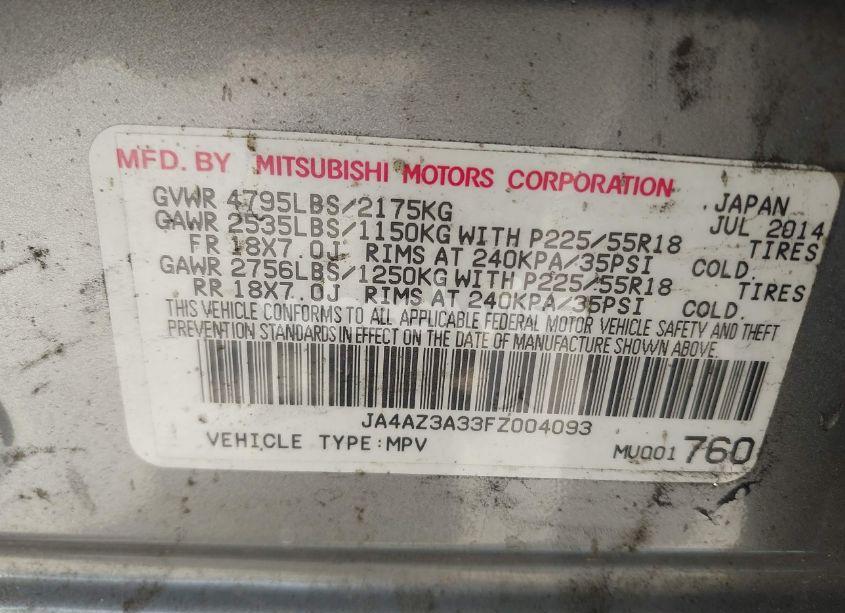 MFD. BY MITSUBISHI MOTORS CORPORATION
JAPAN
GVWR 4795LBS/2175KG
JUL 2014
GAWR 2535LBS/1150KG WITH P225/55R18 TIRES
FR 18X7.0J RIMS AT 240KPA/35PSI COLD.
GAWR 2756LBS/1250KG WITH P225/55R18 TIRES
RR 18X7.0J RIMS AT 240KPA/35PSI COLD.
THIS VEHICLE CONFORMS TO ALL APPLICABLE FEDERAL MOTOR VEHICLE SAFETY AND THEFT
PREVENTION STANDARDS IN EFFECT ON THE DATE OF MANUFACTURE SHOWN ABOVE.
JA4AZ3A33FZ004093
VEHICLE TYPE:MPV
MU001 760